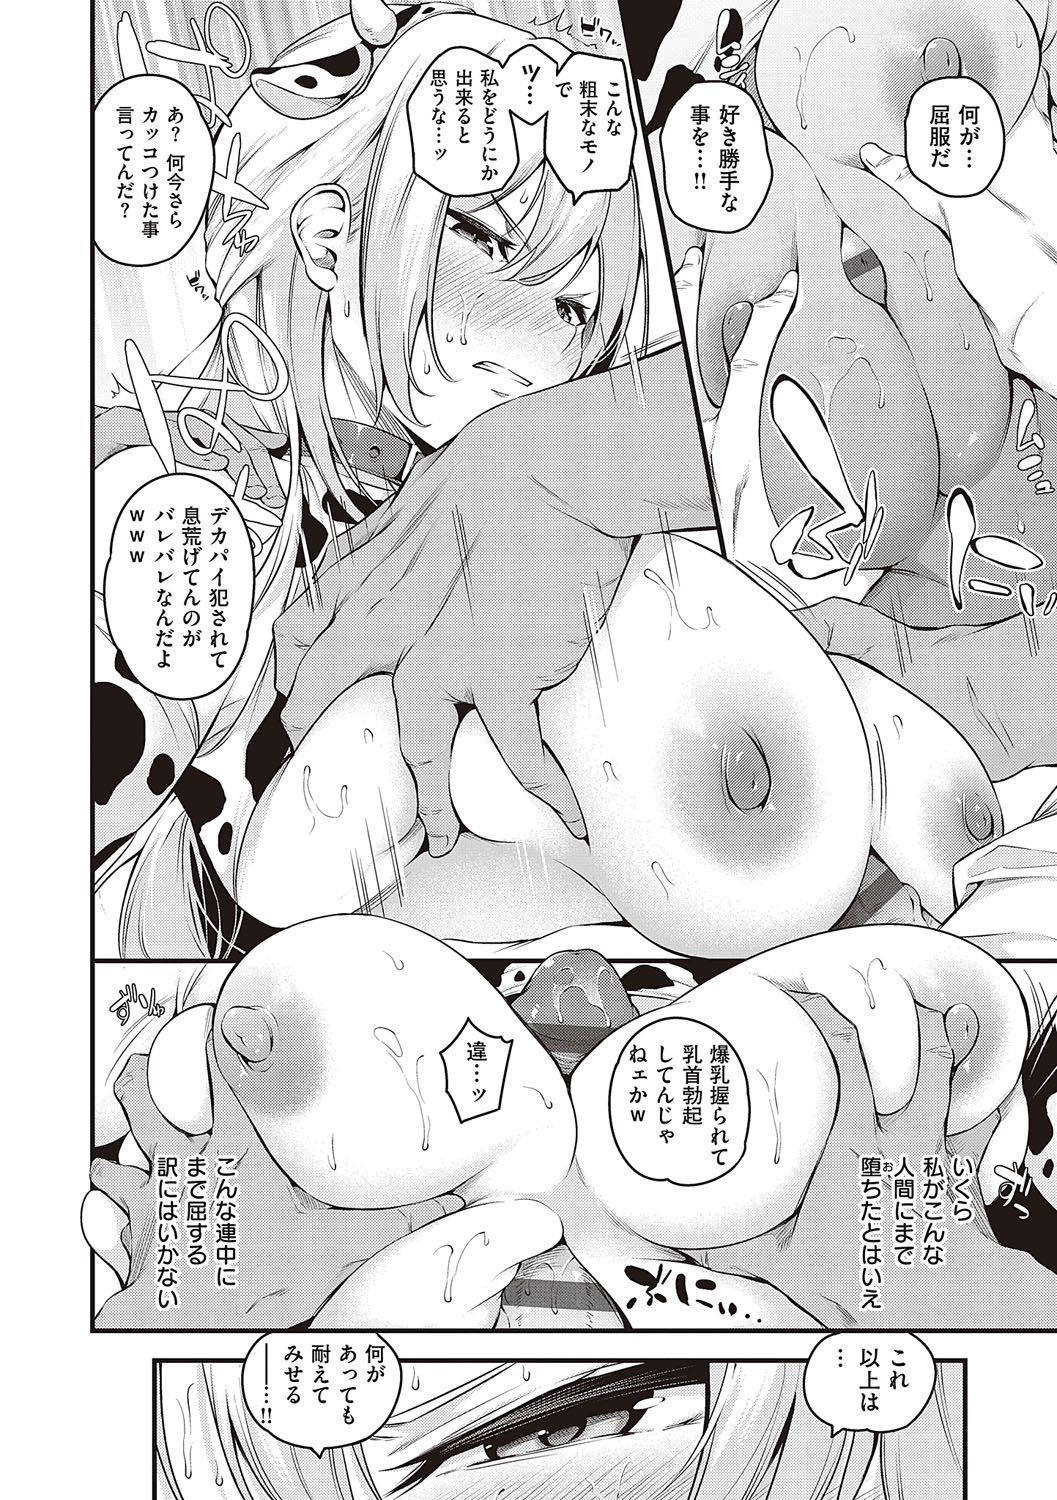 何が…
屈服だ
好き勝手な
事を…!!
こんな
粗末なモノ
で
ッ…
私をどうにか
出来ると
思うな…ッ
あ？何今さら
カッコつけた事
言ってんだ？
デカパイ犯されて
息荒げてんのが
バレバレなんだよ
ｗｗｗ
爆乳握られて
乳首勃起
してんじゃ
ねェかｗ
違…ッ
いくら
私がこんな
人間にまで
堕ちたとはいえ
お
こんな連中に
まで屈する
訳にはいかない
これ
以上は
…
何が
あっても
耐えて
みせる
――…!!